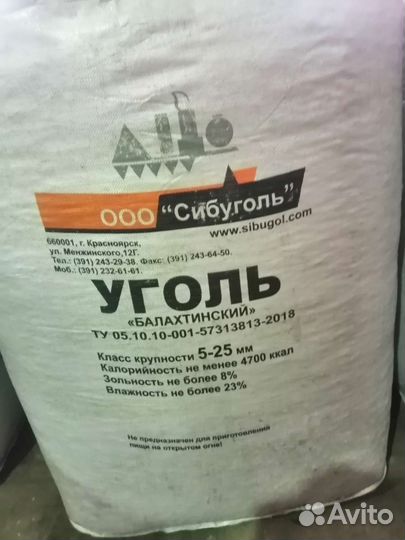 ООО "Сибуголь"
www.sibugol.com
660001, г. Красноярск,
ул. Менжинского,12Г.
Тел.: (391) 243-29-38. Факс: (391) 243-64-50.
Моб.: (391) 232-61-61.
УГОЛЬ
«БАЛАХТИНСКИЙ»
ТУ 05.10.10-001-57313813-2018
Класс крупности 5-25 мм
Калорийность не менее 4700 ккал
Зольность не более 8%
Влажность не более 23%
Не предназначен для приготовления
пищи на открытом огне!
Avito